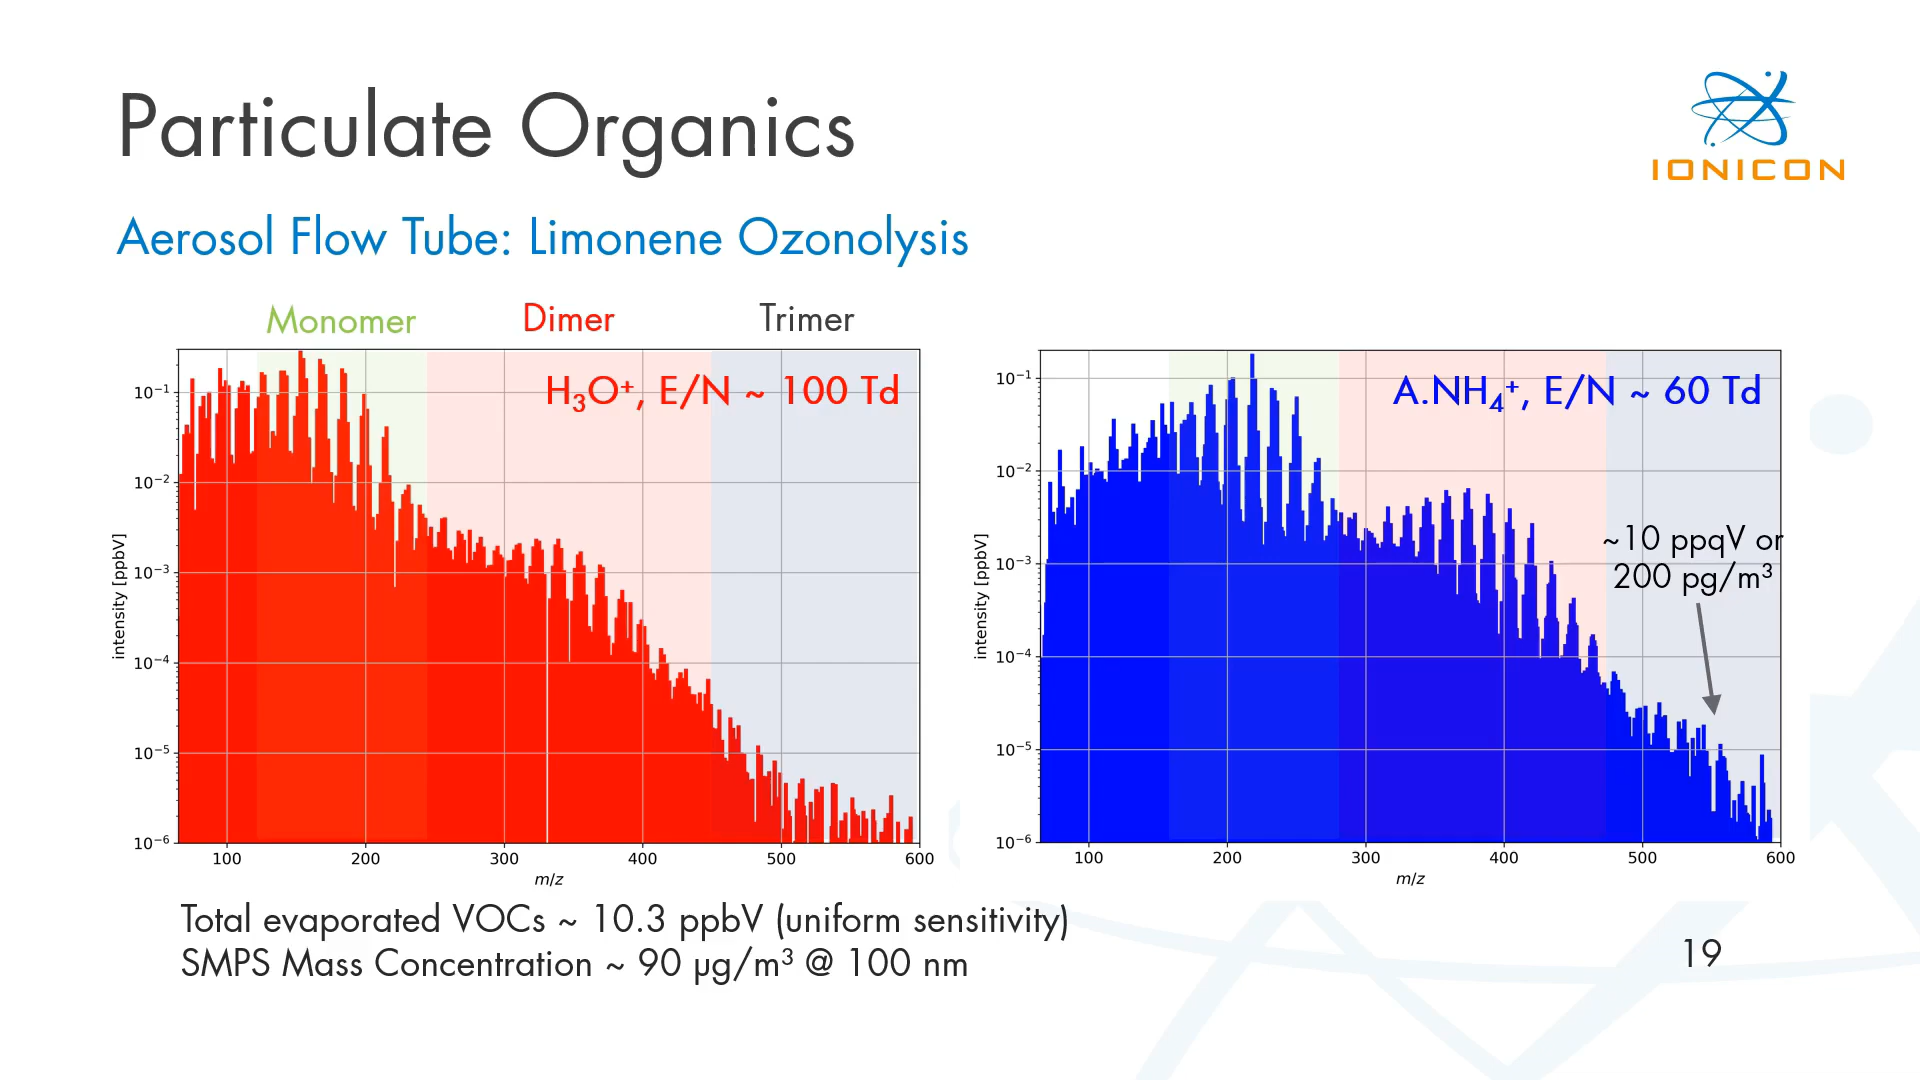 Particulate Organics
IONICON
Aerosol Flow Tube: Limonene Ozonolysis
Monomer
Dimer
Trimer
H₃O⁺, E/N ~ 100 Td
intensity [ppbV]
10⁻¹
10⁻²
10⁻³
10⁻⁴
10⁻⁵
10⁻⁶
100 200 300 400 500 600
m/z
A.NH₄⁺, E/N ~ 60 Td
~10 ppqV or
200 pg/m³
intensity [ppbV]
10⁻¹
10⁻²
10⁻³
10⁻⁴
10⁻⁵
10⁻⁶
100 200 300 400 500 600
m/z
Total evaporated VOCs ~ 10.3 ppbV (uniform sensitivity)
SMPS Mass Concentration ~ 90 µg/m³ @ 100 nm
19